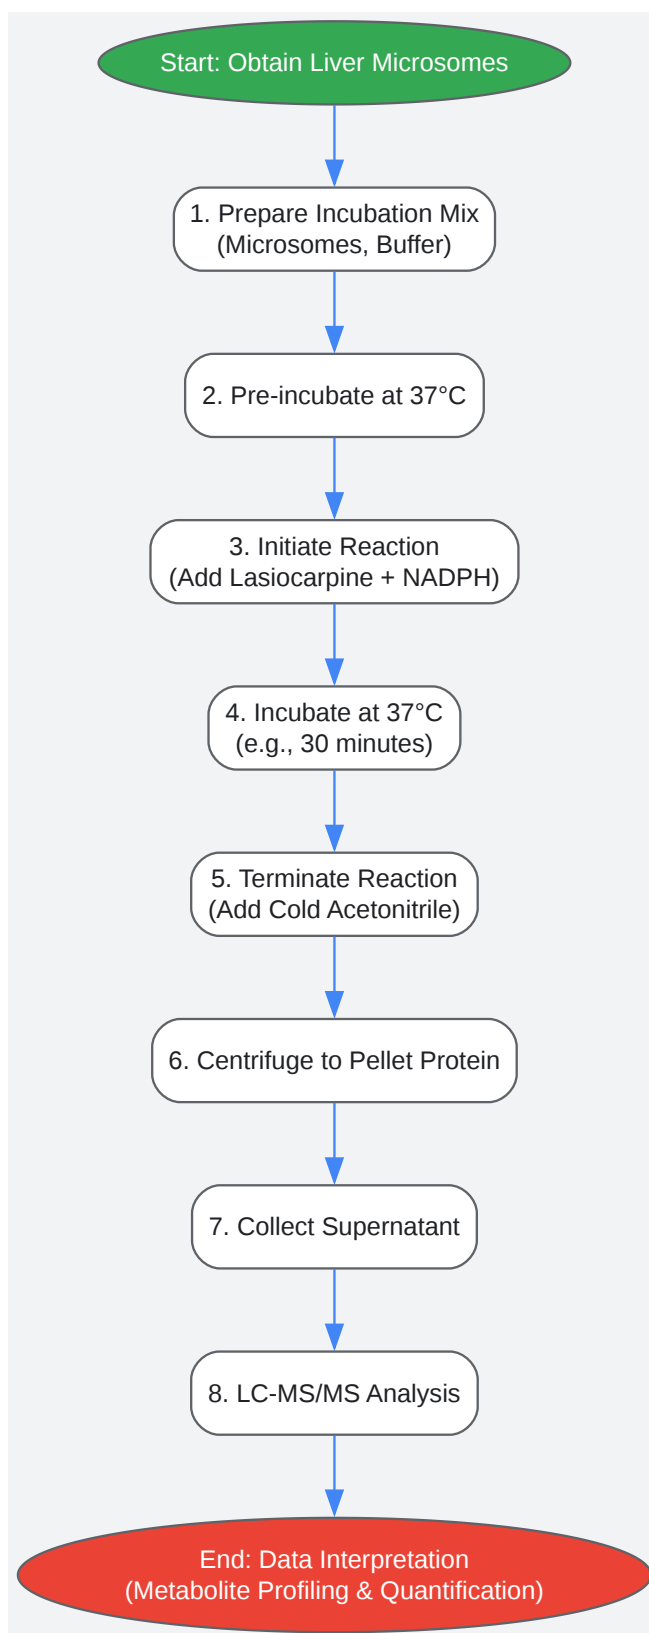 Start: Obtain Liver Microsomes
1. Prepare Incubation Mix
(Microsomes, Buffer)
2. Pre-incubate at 37°C
3. Initiate Reaction
(Add Lasiocarpine + NADPH)
4. Incubate at 37°C
(e.g., 30 minutes)
5. Terminate Reaction
(Add Cold Acetonitrile)
6. Centrifuge to Pellet Protein
7. Collect Supernatant
8. LC-MS/MS Analysis
End: Data Interpretation
(Metabolite Profiling & Quantification)